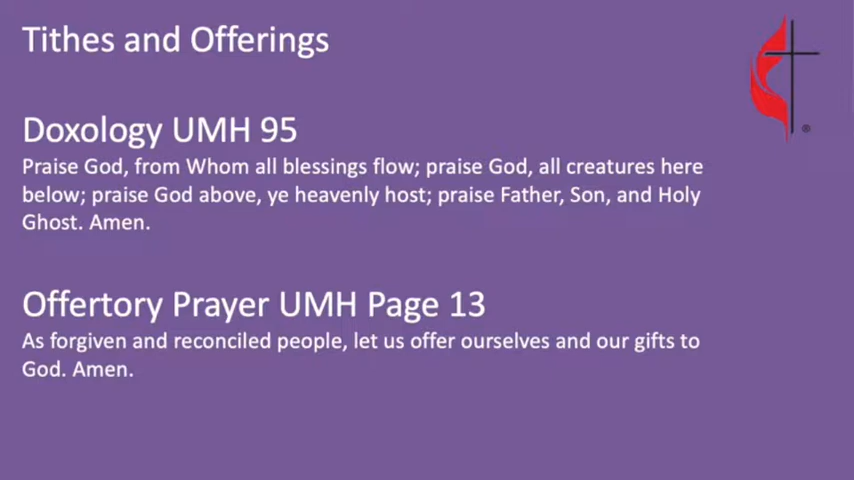 Tithes and Offerings
Doxology UMH 95
Praise God, from Whom all blessings flow; praise God, all creatures here
below; praise God above, ye heavenly host; praise Father, Son, and Holy
Ghost. Amen.
Offertory Prayer UMH Page 13
As forgiven and reconciled people, let us offer ourselves and our gifts to
God. Amen.
®